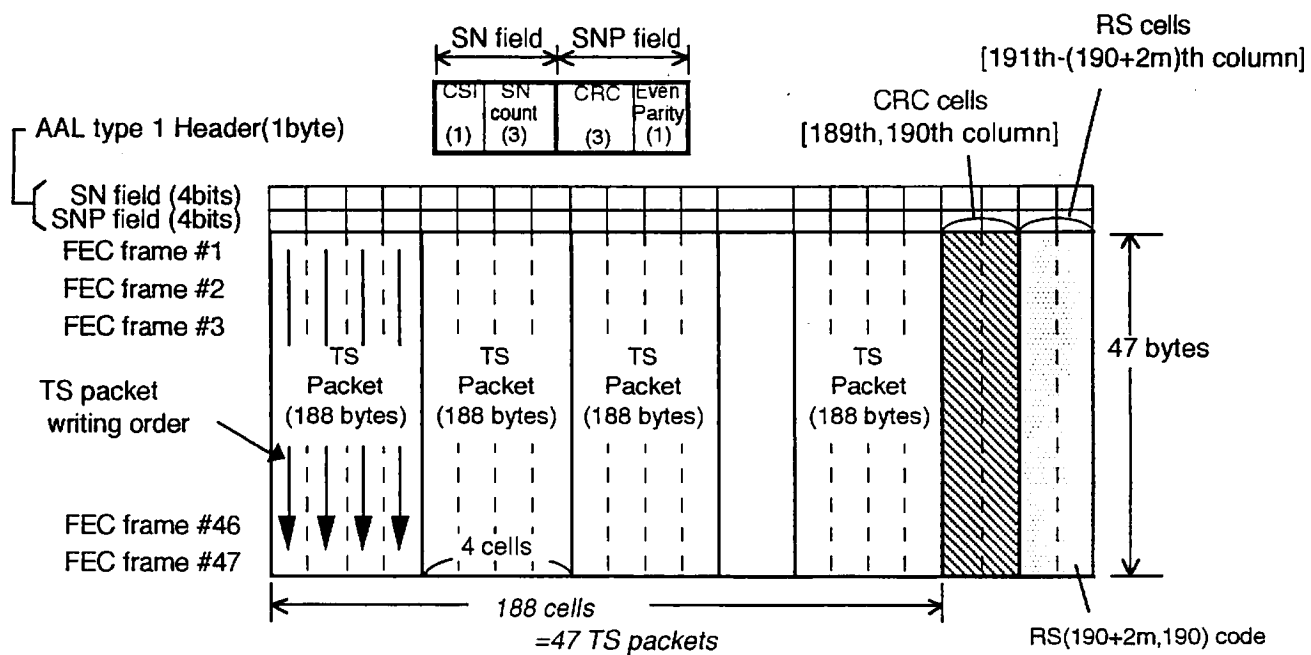 SN field SNP field
CSI SN count CRC Even Parity
(1) (3) (3) (1)
RS cells
[191th-(190+2m)th column]
CRC cells
[189th,190th column]
AAL type 1 Header(1byte)
SN field (4bits)
SNP field (4bits)
FEC frame #1
FEC frame #2
FEC frame #3
TS packet
writing order
FEC frame #46
FEC frame #47
TS
Packet
(188 bytes)
TS
Packet
(188 bytes)
TS
Packet
(188 bytes)
TS
Packet
(188 bytes)
47 bytes
4 cells
188 cells
=47 TS packets
RS(190+2m,190) code